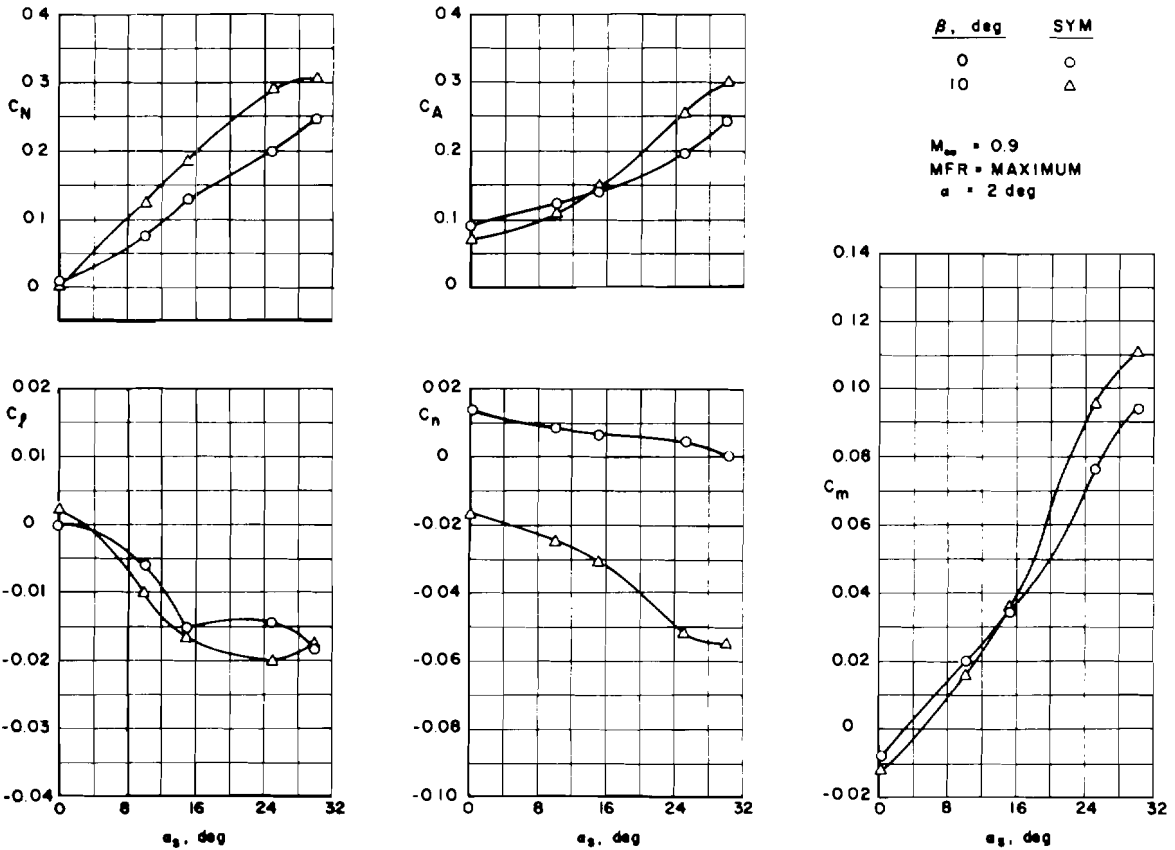 0.4
0.3
C_N
0.2
0.1
0
0.4
0.3
C_A
0.2
0.1
0
β, deg SYM
0 ○
10 △
M∞ = 0.9
MFR = MAXIMUM
α = 2 deg
0.02
C_ℓ
0.01
0
-0.01
-0.02
-0.03
-0.04
0 8 16 24 32
α_s, deg
0.02
C_n
0
-0.02
-0.04
-0.06
-0.08
-0.10
0 8 16 24 32
α_s, deg
0.14
0.12
0.10
0.08
C_m
0.06
0.04
0.02
0
-0.02
0 8 16 24 32
α_s, deg